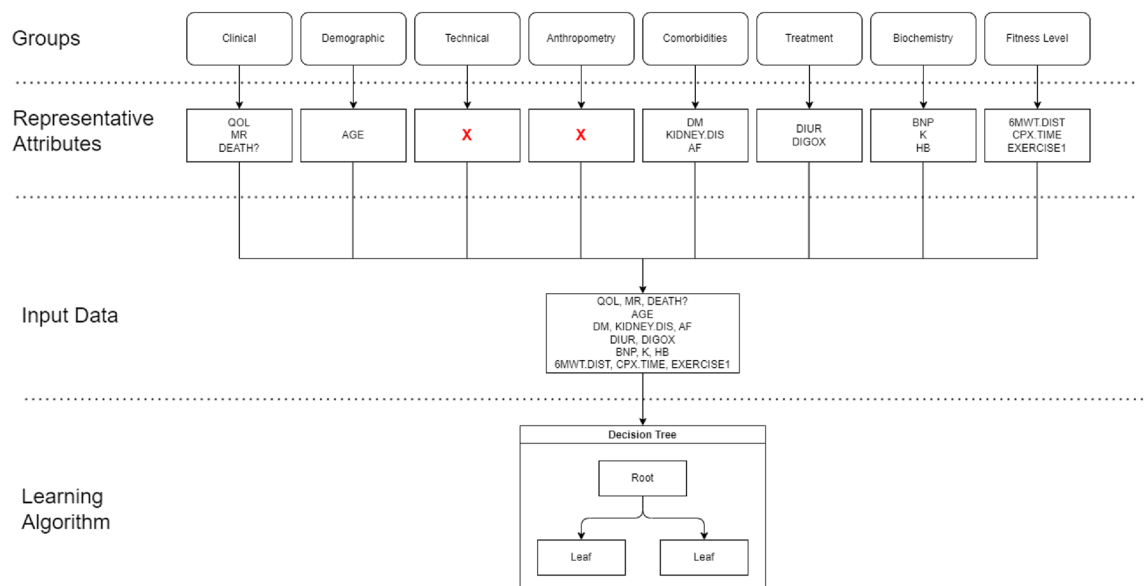 Groups
Clinical
Demographic
Technical
Anthropometry
Comorbidities
Treatment
Biochemistry
Fitness Level
Representative
Attributes
QOL
MR
DEATH?
AGE
X
X
DM
KIDNEY.DIS
AF
DIUR
DIGOX
BNP
K
HB
6MWT.DIST
CPX.TIME
EXERCISE1
Input Data
QOL, MR, DEATH?
AGE
DM, KIDNEY.DIS, AF
DIUR, DIGOX
BNP, K, HB
6MWT.DIST, CPX.TIME, EXERCISE1
Learning
Algorithm
Decision Tree
Root
Leaf
Leaf